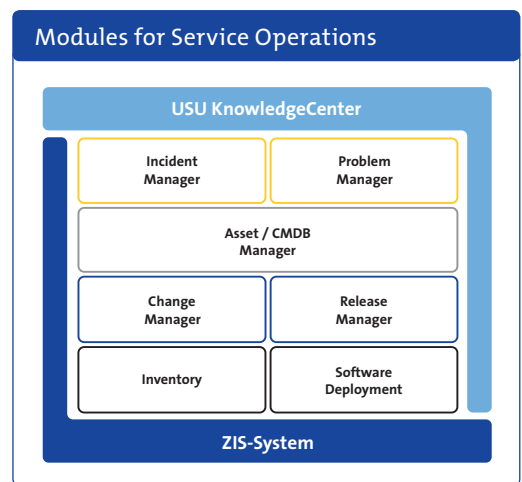 Modules for Service Operations
USU KnowledgeCenter
Incident
Manager
Problem
Manager
Asset / CMDB
Manager
Change
Manager
Release
Manager
Inventory
Software
Deployment
ZIS-System